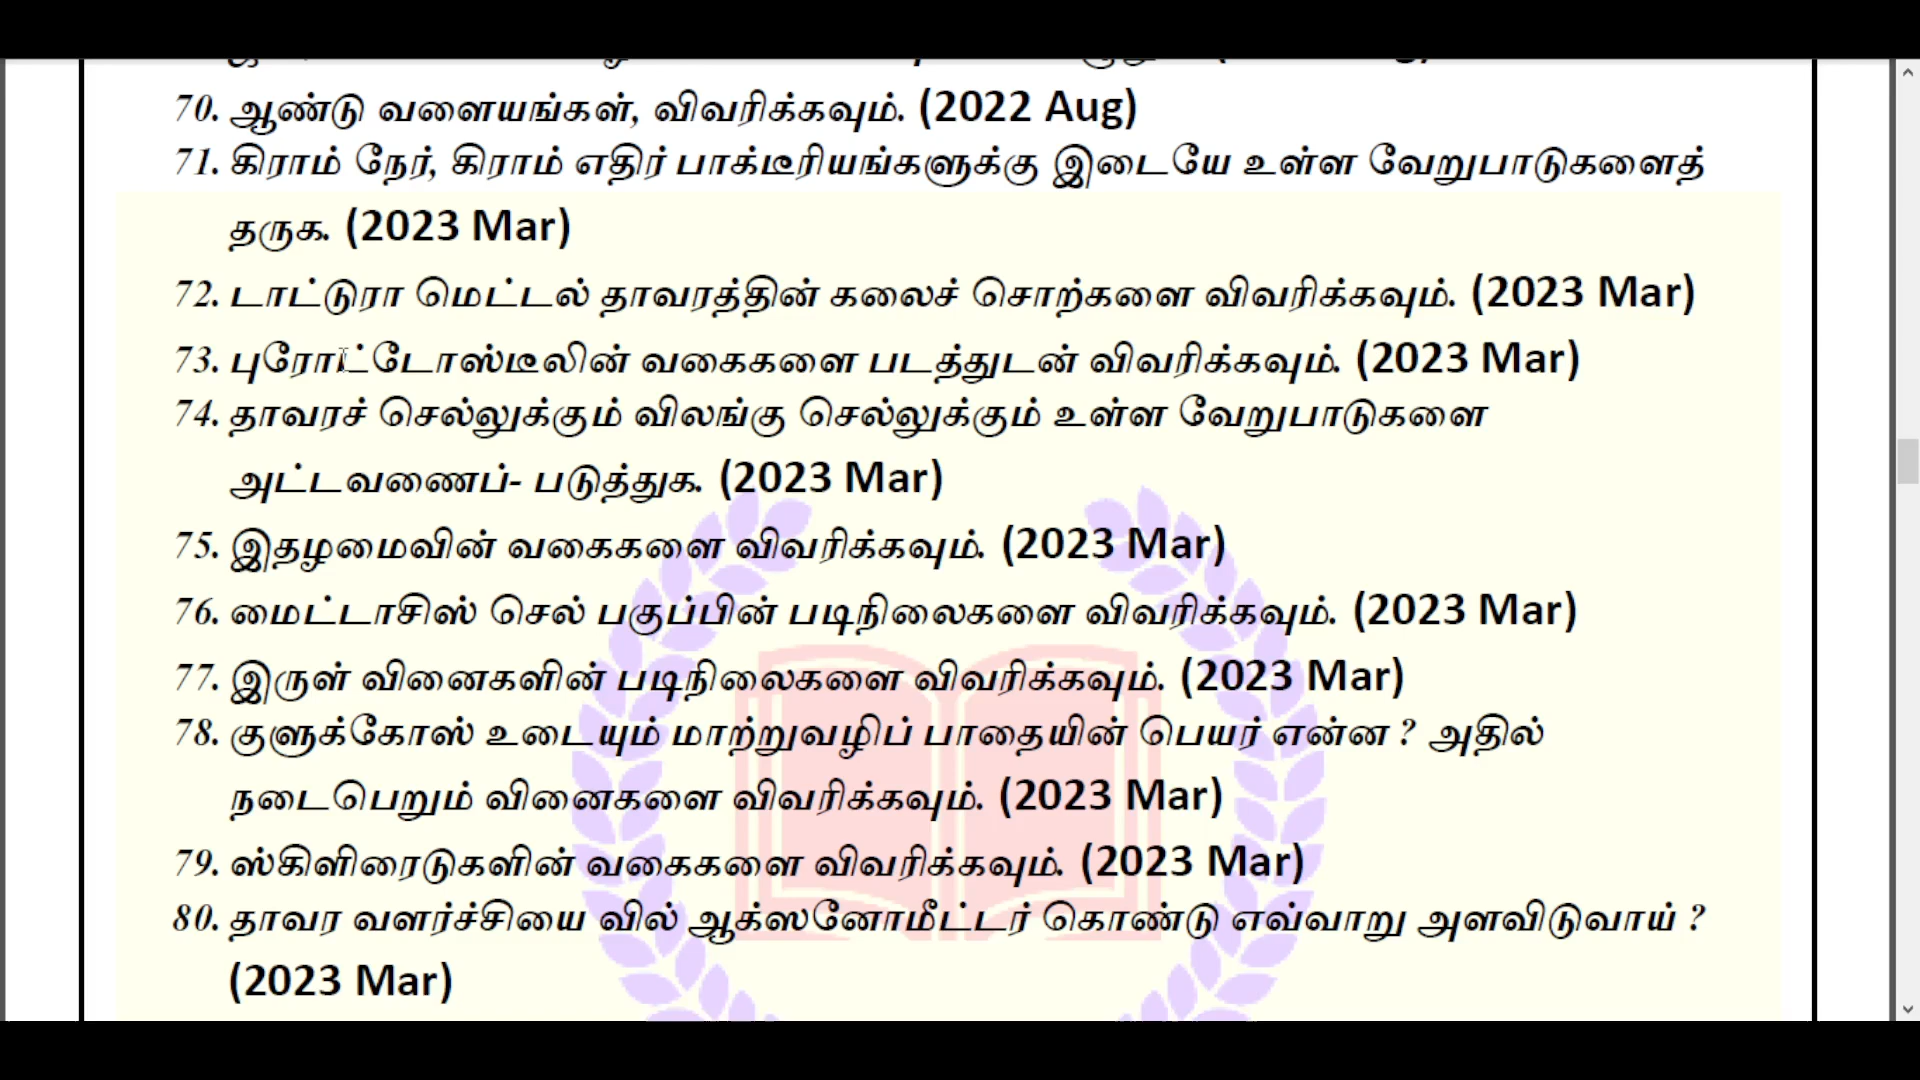 70. ஆண்டு வளையங்கள், விவரிக்கவும். (2022 Aug)
71. கிராம் நேர், கிராம் எதிர் பாக்டீரியங்களுக்கு இடையே உள்ள வேறுபாடுகளைத்
தருக. (2023 Mar)
72. டாட்டுரா மெட்டல் தாவரத்தின் கலைச் சொற்களை விவரிக்கவும். (2023 Mar)
73. புரோட்டோஸ்டீலின் வகைகளை படத்துடன் விவரிக்கவும். (2023 Mar)
74. தாவரச் செல்லுக்கும் விலங்கு செல்லுக்கும் உள்ள வேறுபாடுகளை
அட்டவணைப்- படுத்துக. (2023 Mar)
75. இதழமைவின் வகைகளை விவரிக்கவும். (2023 Mar)
76. மைட்டாசிஸ் செல் பகுப்பின் படிநிலைகளை விவரிக்கவும். (2023 Mar)
77. இருள் வினைகளின் படிநிலைகளை விவரிக்கவும். (2023 Mar)
78. குளுக்கோஸ் உடையும் மாற்றுவழிப் பாதையின் பெயர் என்ன ? அதில்
நடைபெறும் வினைகளை விவரிக்கவும். (2023 Mar)
79. ஸ்கிளிரைடுகளின் வகைகளை விவரிக்கவும். (2023 Mar)
80. தாவர வளர்ச்சியை வில் ஆக்ஸனோமீட்டர் கொண்டு எவ்வாறு அளவிடுவாய் ?
(2023 Mar)